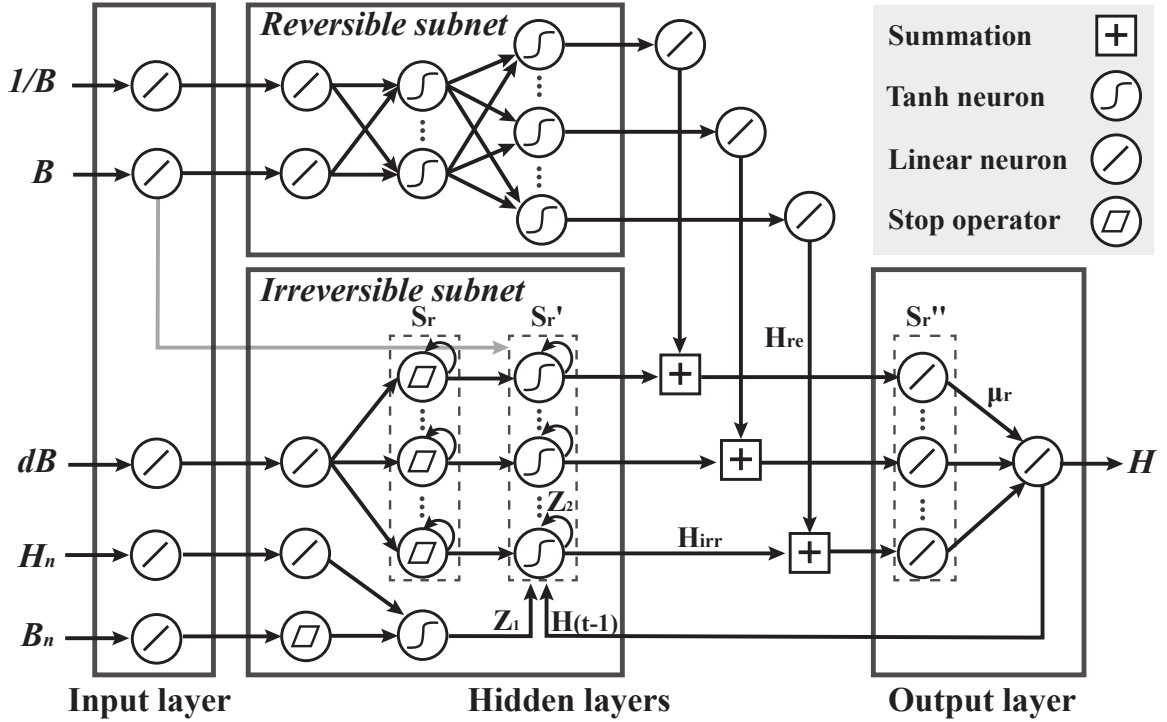 Reversible subnet
1/B
B
Summation
Tanh neuron
Linear neuron
Stop operator
Irreversible subnet
Sr
Sr'
Hre
Sr''
μr
dB
H
Z2
Hn
Hirr
Bn
Z1
H(t-1)
Input layer
Hidden layers
Output layer